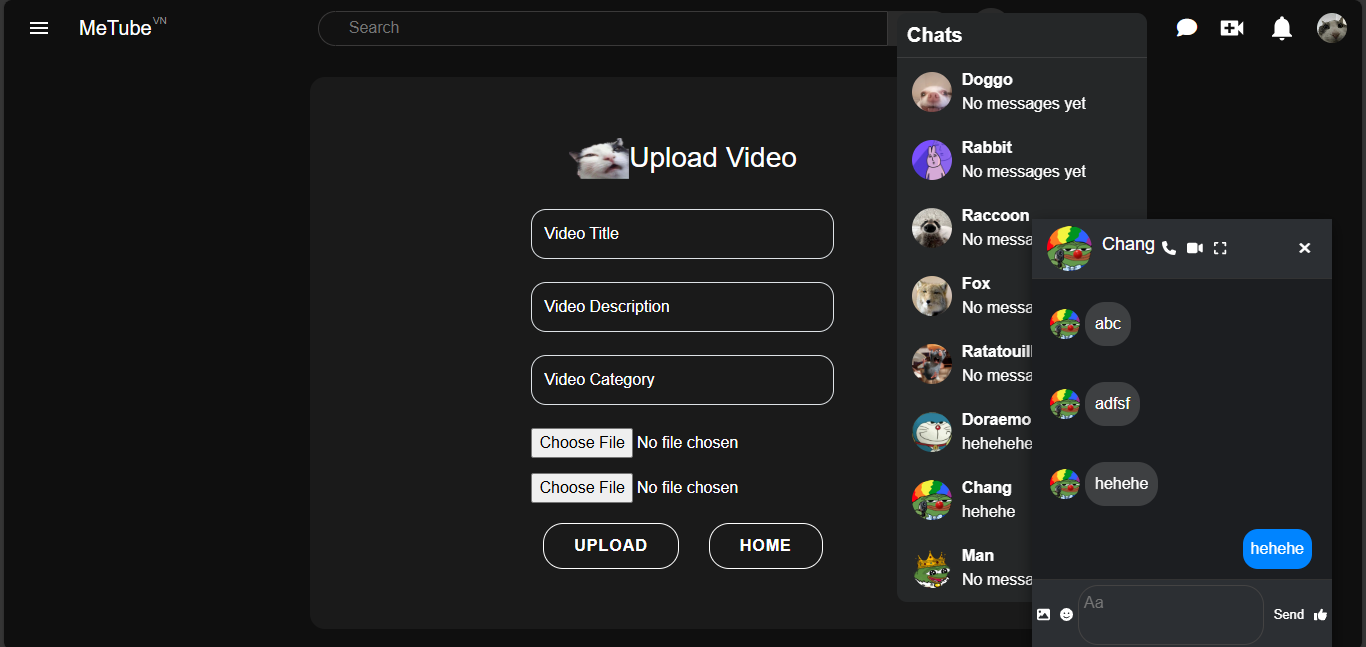 MeTube VN
Search
Upload Video
Video Title
Video Description
Video Category
Choose File No file chosen
Choose File No file chosen
UPLOAD
HOME
Chats
Doggo
No messages yet
Rabbit
No messages yet
Raccoon
No messa
Fox
No messa
Ratatouil
No messa
Doraemo
hehehehe
Chang
hehehe
Man
No messa
Chang
abc
adfsf
hehehe
hehehe
Aa
Send